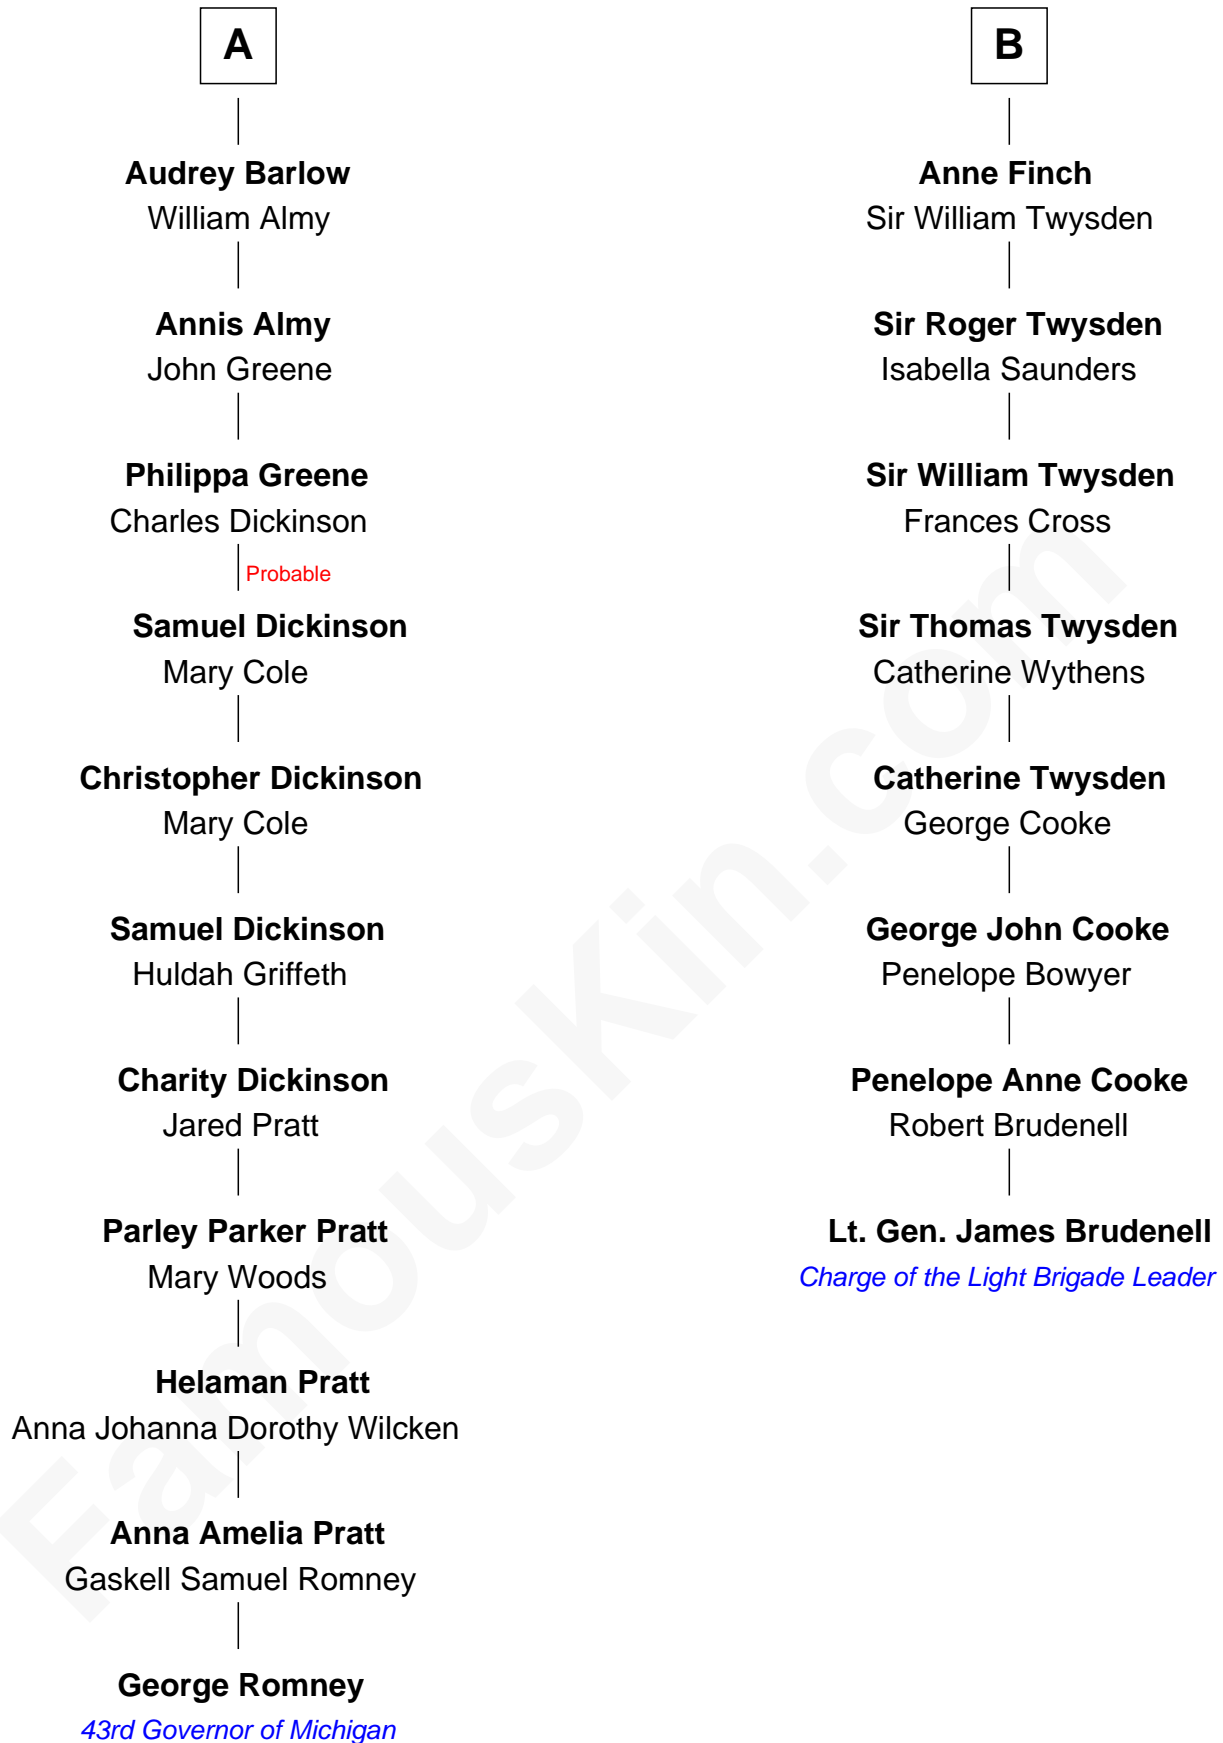 A
Audrey Barlow
William Almy
Annis Almy
John Greene
Philippa Greene
Charles Dickinson
Probable
Samuel Dickinson
Mary Cole
Christopher Dickinson
Mary Cole
Samuel Dickinson
Huldah Griffeth
Charity Dickinson
Jared Pratt
Parley Parker Pratt
Mary Woods
Helaman Pratt
Anna Johanna Dorothy Wilcken
Anna Amelia Pratt
Gaskell Samuel Romney
George Romney
43rd Governor of Michigan
B
Anne Finch
Sir William Twysden
Sir Roger Twysden
Isabella Saunders
Sir William Twysden
Frances Cross
Sir Thomas Twysden
Catherine Wythens
Catherine Twysden
George Cooke
George John Cooke
Penelope Bowyer
Penelope Anne Cooke
Robert Brudenell
Lt. Gen. James Brudenell
Charge of the Light Brigade Leader
FamousKin.com